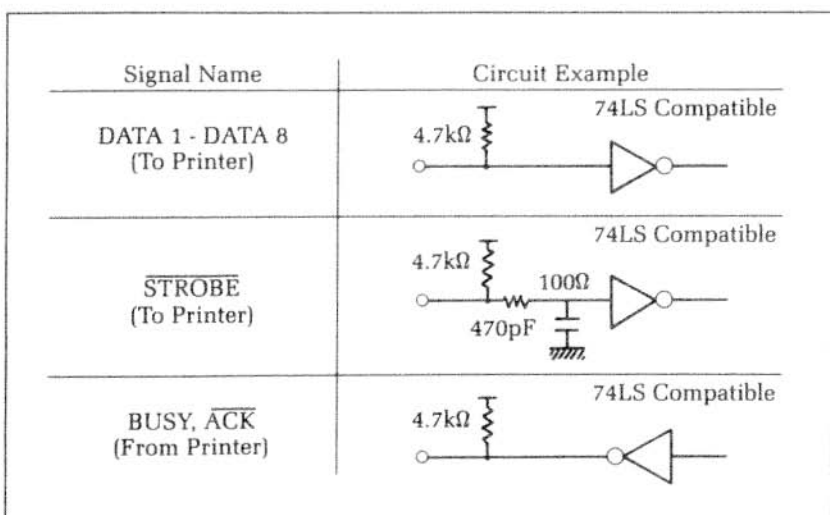 Signal Name
Circuit Example
DATA 1 - DATA 8
(To Printer)
74LS Compatible
4.7kΩ
STROBE
(To Printer)
74LS Compatible
4.7kΩ
100Ω
470pF
BUSY, ACK
(From Printer)
74LS Compatible
4.7kΩ